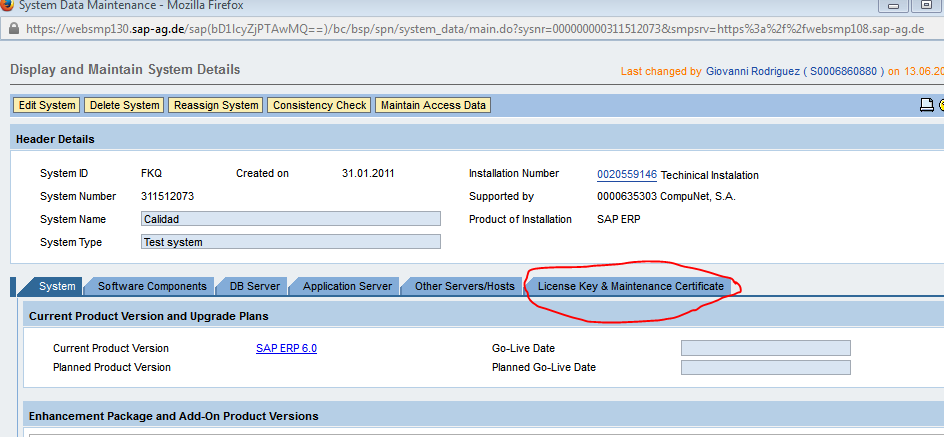 System Data Maintenance - Mozilla Firefox
https://websmp130.sap-ag.de/sap(bD1lcyZjPTAwMQ==)/bc/bsp/spn/system_data/main.do?sysnr=000000000311512073&smpsrv=https%3a%2f%2fwebsmp108.sap-ag.de
Display and Maintain System Details
Last changed by Giovanni Rodriguez ( S0006860880 ) on 13.06.20
Edit System Delete System Reassign System Consistency Check Maintain Access Data
Header Details
System ID FKQ Created on 31.01.2011 Installation Number 0020559146 Techinical Instalation
System Number 311512073 Supported by 0000635303 CompuNet, S.A.
System Name Calidad Product of Installation SAP ERP
System Type Test system
System Software Components DB Server Application Server Other Servers/Hosts License Key & Maintenance Certificate
Current Product Version and Upgrade Plans
Current Product Version SAP ERP 6.0 Go-Live Date
Planned Product Version Planned Go-Live Date
Enhancement Package and Add-On Product Versions